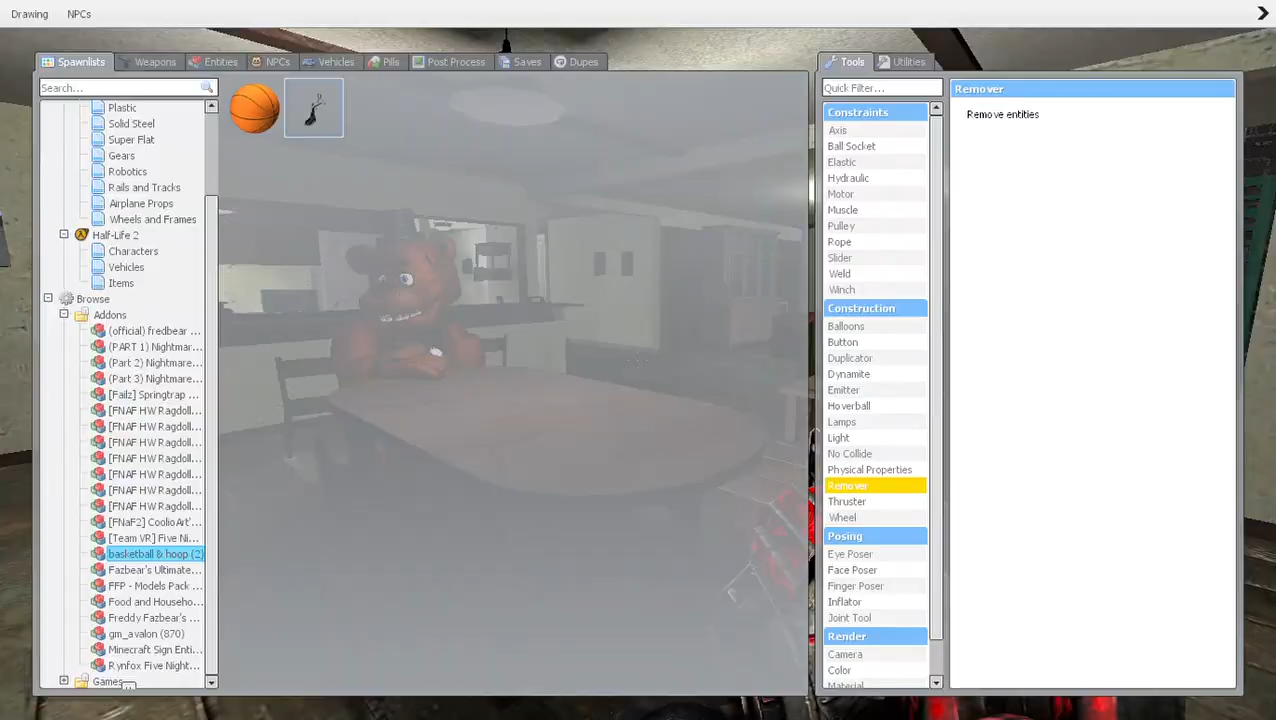 Drawing NPCs
Spawnlists Weapons Entities NPCs Vehicles Pills Post Process Saves Dupes
Search...
Plastic
Solid Steel
Super Flat
Gears
Robotics
Rails and Tracks
Airplane Props
Wheels and Frames
Half-Life 2
Characters
Vehicles
Items
Browse
Addons
(official) fredbear ...
(PART 1) Nightmar...
(Part 2) Nightmare...
(Part 3) Nightmare...
[Failz] Springtrap ...
[FNAF HW Ragdoll...
[FNAF HW Ragdoll...
[FNAF HW Ragdoll...
[FNAF HW Ragdoll...
[FNAF HW Ragdoll...
[FNAF HW Ragdoll...
[FNAF HW Ragdoll...
[FNaF2] CoolioArt'...
[Team VR] Five Ni...
basketball & hoop (2)
Fazbear's Ultimate...
FFP - Models Pack ...
Food and Househo...
Freddy Fazbear's ...
gm_avalon (870)
Minecraft Sign Enti...
Rynfox Five Night...
Games
Tools Utilities
Quick Filter...
Constraints
Axis
Ball Socket
Elastic
Hydraulic
Motor
Muscle
Pulley
Rope
Slider
Weld
Winch
Construction
Balloons
Button
Duplicator
Dynamite
Emitter
Hoverball
Lamps
Light
No Collide
Physical Properties
Remover
Thruster
Wheel
Posing
Eye Poser
Face Poser
Finger Poser
Inflator
Joint Tool
Render
Camera
Color
Material
Remover
Remove entities